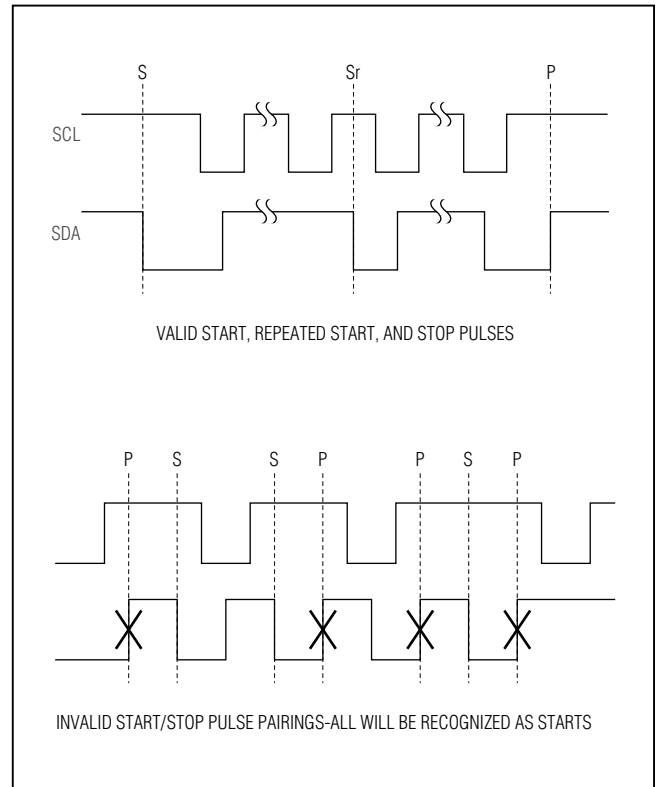 S Sr P
SCL
SDA
VALID START, REPEATED START, AND STOP PULSES
P S S P P S P
INVALID START/STOP PULSE PAIRINGS-ALL WILL BE RECOGNIZED AS STARTS